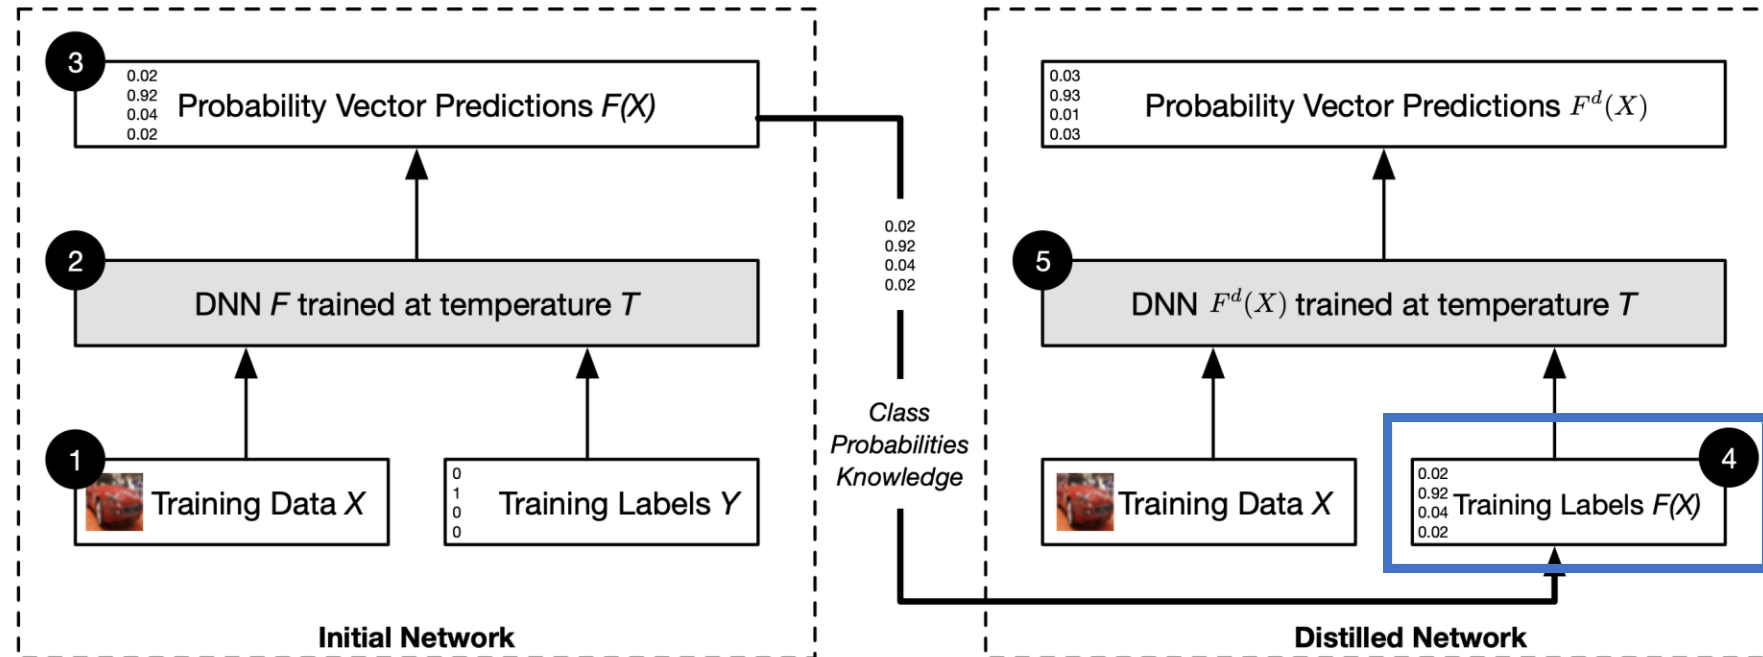 3
0.02
0.92
0.04
0.02
Probability Vector Predictions F(X)
2
DNN F trained at temperature T
1
Training Data X
0
1
0
0
Training Labels Y
Initial Network
0.02
0.92
0.04
0.02
Class
Probabilities
Knowledge
0.03
0.93
0.01
0.03
Probability Vector Predictions F^d(X)
5
DNN F^d(X) trained at temperature T
Training Data X
4
0.02
0.92
0.04
0.02
Training Labels F(X)
Distilled Network